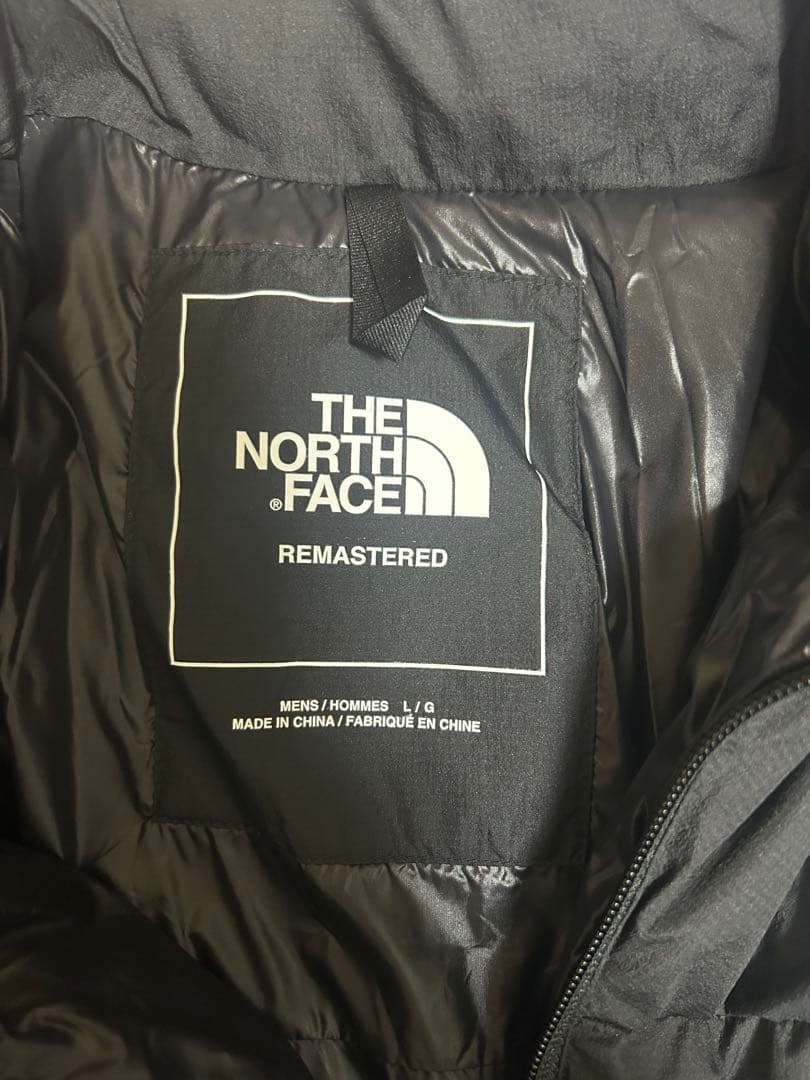 THE
NORTH
® FACE
REMASTERED
MENS / HOMMES L / G
MADE IN CHINA / FABRIQUÉ EN CHINE